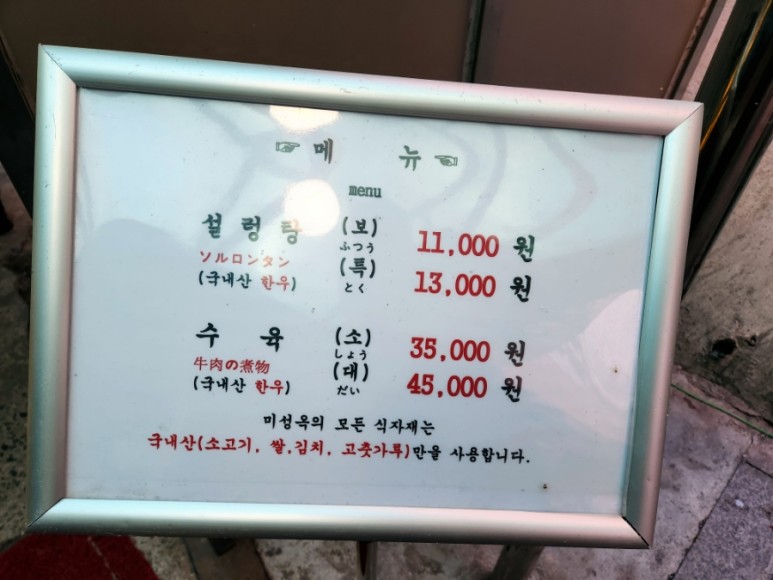 ☞메 뉴☜
menu
설 렁 탕 (보) 11,000 원
ふつう
ソルロンタン (특) 13,000 원
(국내산 한우) とく
수 육 (소) 35,000 원
しょう
牛肉の煮物 (대) 45,000 원
(국내산 한우) だい
미성옥의 모든 식자재는
국내산(소고기, 쌀,김치, 고춧가루)만을 사용합니다.